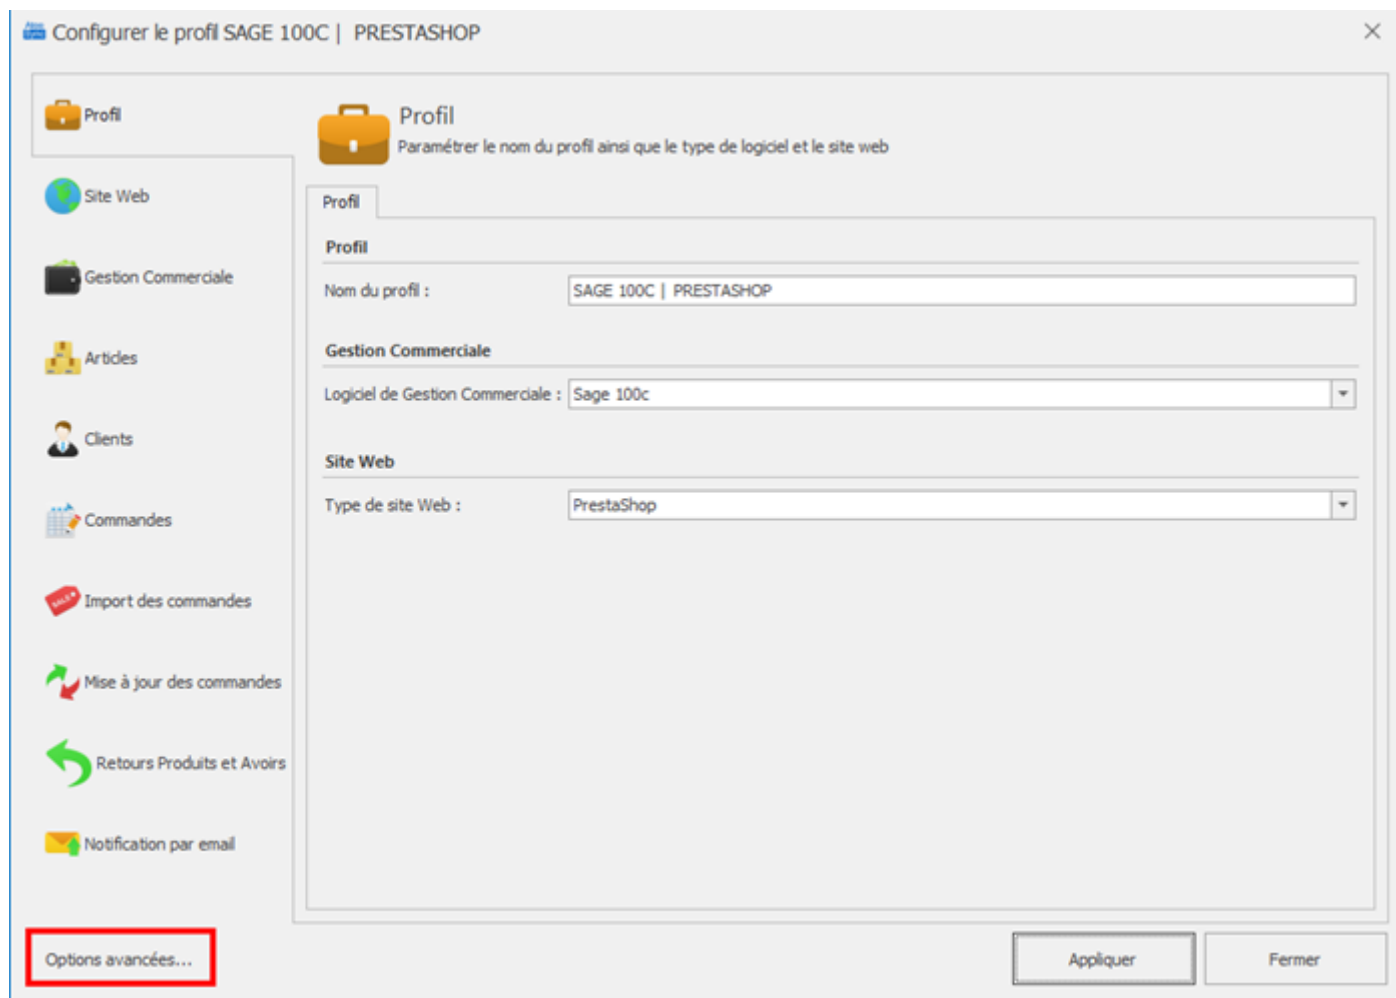 Configurer le profil SAGE 100C | PRESTASHOP
Profil
Site Web
Gestion Commerciale
Articles
Clients
Commandes
Import des commandes
Mise à jour des commandes
Retours Produits et Avoirs
Notification par email
Profil
Paramétrer le nom du profil ainsi que le type de logiciel et le site web
Profil
Profil
Nom du profil : SAGE 100C | PRESTASHOP
Gestion Commerciale
Logiciel de Gestion Commerciale : Sage 100c
Site Web
Type de site Web : PrestaShop
Options avancées...
Appliquer
Fermer